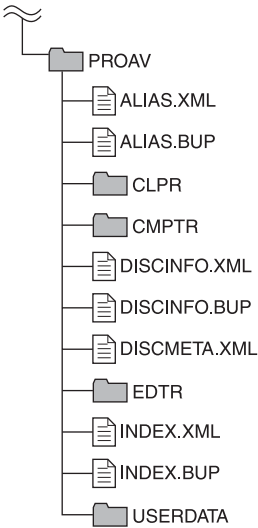 PROAV
ALIAS.XML
ALIAS.BUP
CLPR
CMPTR
DISCINFO.XML
DISCINFO.BUP
DISCMETA.XML
EDTR
INDEX.XML
INDEX.BUP
USERDATA